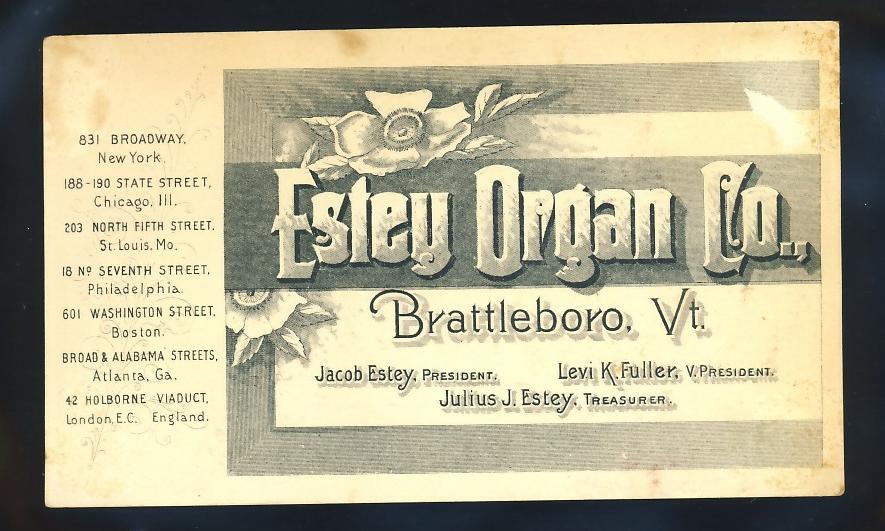 831 BROADWAY,
New York.
188-190 STATE STREET,
Chicago, Ill.
203 NORTH FIFTH STREET,
St. Louis, Mo.
18 No SEVENTH STREET,
Philadelphia.
601 WASHINGTON STREET,
Boston.
BROAD & ALABAMA STREETS,
Atlanta, Ga.
42 HOLBORNE VIADUCT,
London, E.C. England.
Estey Organ Co.,
Brattleboro, Vt.
Jacob Estey, PRESIDENT. Levi K. Fuller, V. PRESIDENT.
Julius J. Estey, TREASURER.